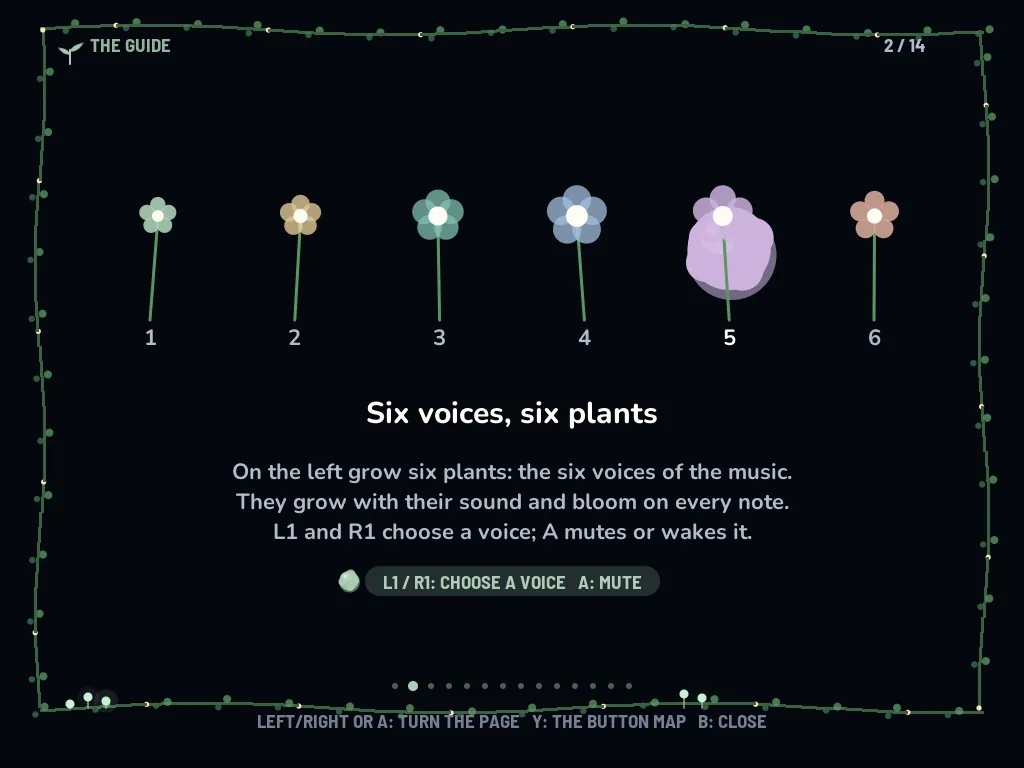 THE GUIDE
2 / 14
1 2 3 4 5 6
Six voices, six plants
On the left grow six plants: the six voices of the music.
They grow with their sound and bloom on every note.
L1 and R1 choose a voice; A mutes or wakes it.
L1 / R1: CHOOSE A VOICE A: MUTE
LEFT/RIGHT OR A: TURN THE PAGE Y: THE BUTTON MAP B: CLOSE